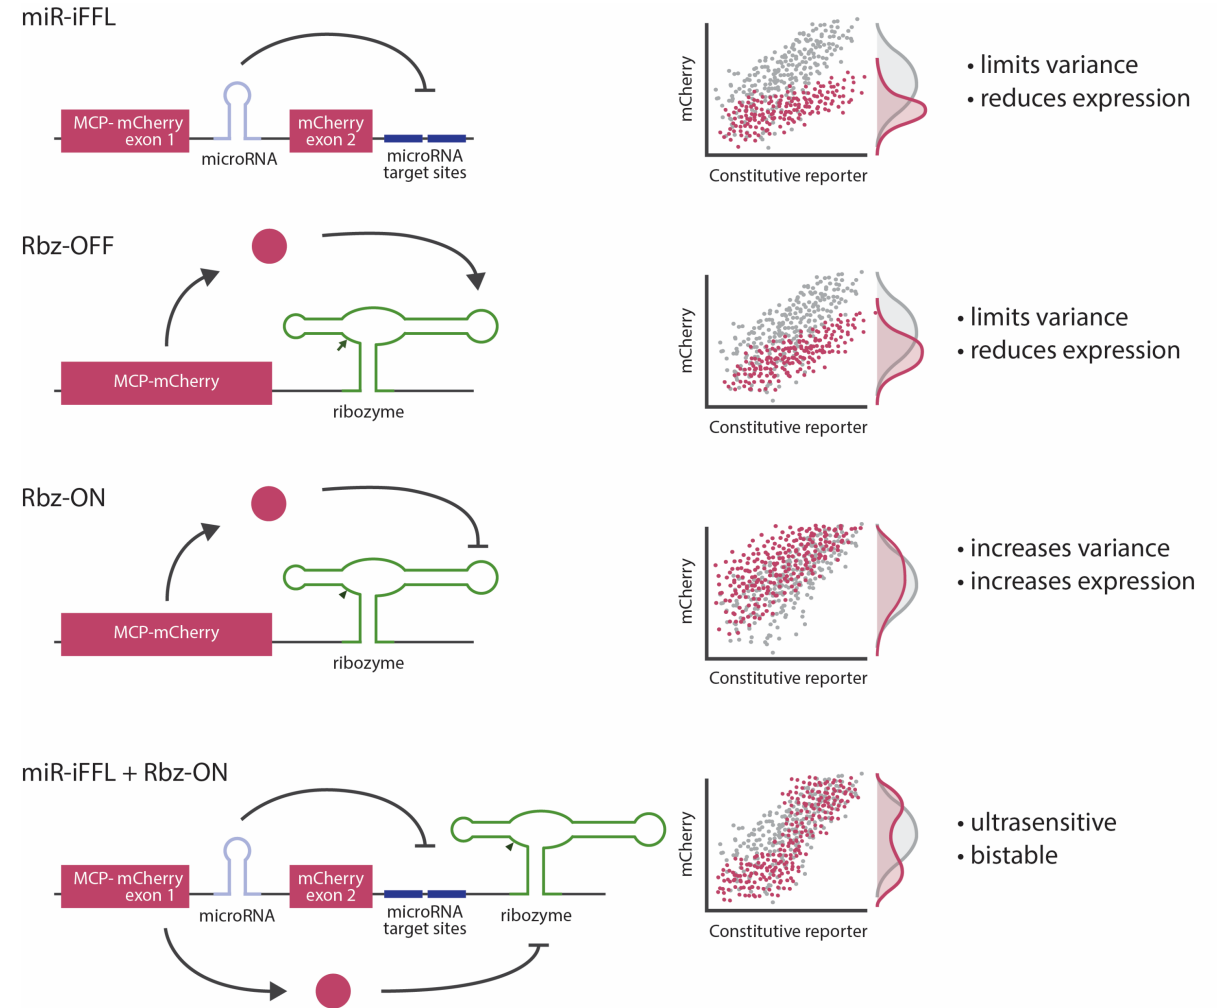 miR-iFFL
MCP- mCherry
exon 1
microRNA
mCherry
exon 2
microRNA
target sites
mCherry
Constitutive reporter
• limits variance
• reduces expression
Rbz-OFF
MCP-mCherry
ribozyme
mCherry
Constitutive reporter
• limits variance
• reduces expression
Rbz-ON
MCP-mCherry
ribozyme
mCherry
Constitutive reporter
• increases variance
• increases expression
miR-iFFL + Rbz-ON
MCP- mCherry
exon 1
microRNA
mCherry
exon 2
microRNA
target sites
ribozyme
mCherry
Constitutive reporter
• ultrasensitive
• bistable